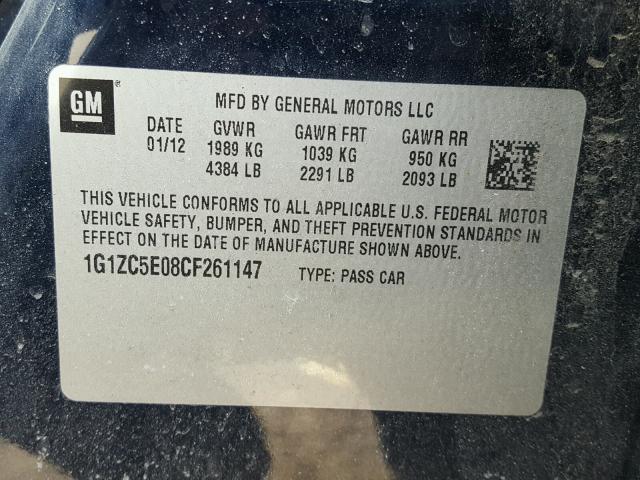 GM ®
MFD BY GENERAL MOTORS LLC
DATE GVWR GAWR FRT GAWR RR
01/12 1989 KG 1039 KG 950 KG
4384 LB 2291 LB 2093 LB
THIS VEHICLE CONFORMS TO ALL APPLICABLE U.S. FEDERAL MOTOR
VEHICLE SAFETY, BUMPER, AND THEFT PREVENTION STANDARDS IN
EFFECT ON THE DATE OF MANUFACTURE SHOWN ABOVE.
1G1ZC5E08CF261147 TYPE: PASS CAR